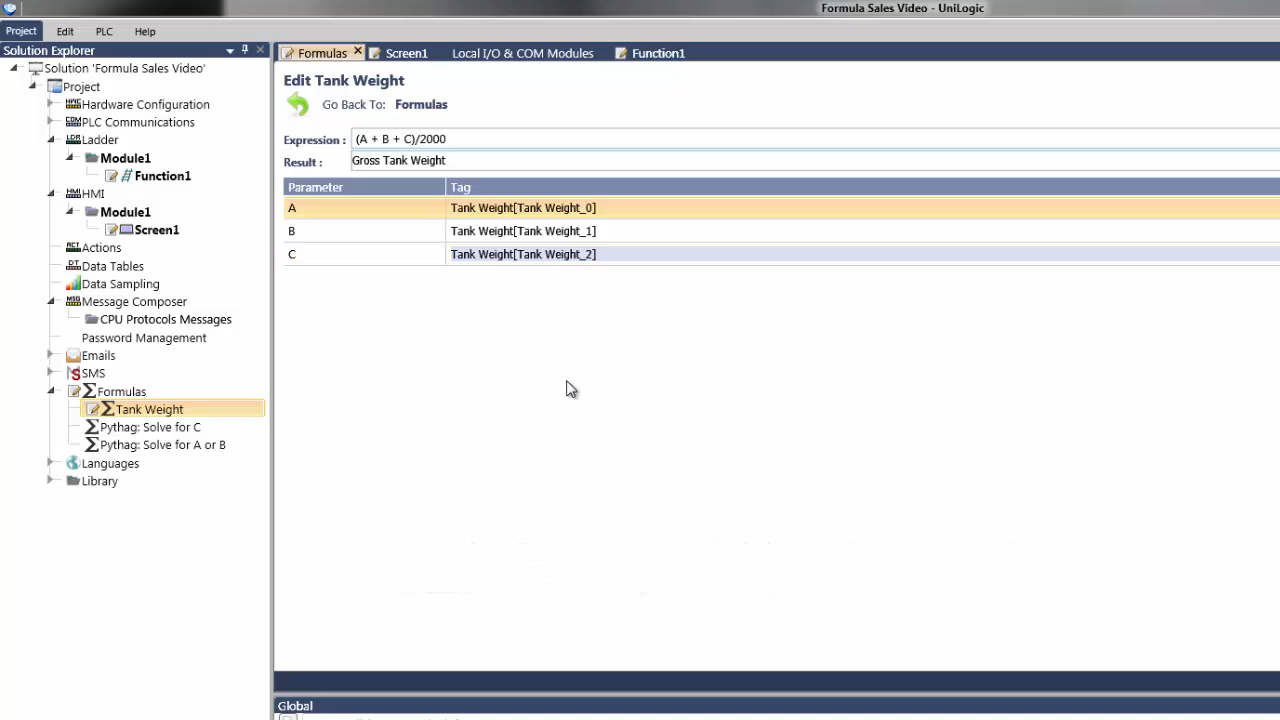 Formula Sales Video - UniLogic
Project Edit PLC Help
Solution Explorer
Solution 'Formula Sales Video'
Project
Hardware Configuration
PLC Communications
Ladder
Module1
Function1
HMI
Module1
Screen1
Actions
Data Tables
Data Sampling
Message Composer
CPU Protocols Messages
Password Management
Emails
SMS
Formulas
Tank Weight
Pythag: Solve for C
Pythag: Solve for A or B
Languages
Library
Formulas Screen1 Local I/O & COM Modules Function1
Edit Tank Weight
Go Back To: Formulas
Expression : (A + B + C)/2000
Result : Gross Tank Weight
Parameter Tag
A Tank Weight[Tank Weight_0]
B Tank Weight[Tank Weight_1]
C Tank Weight[Tank Weight_2]
Global